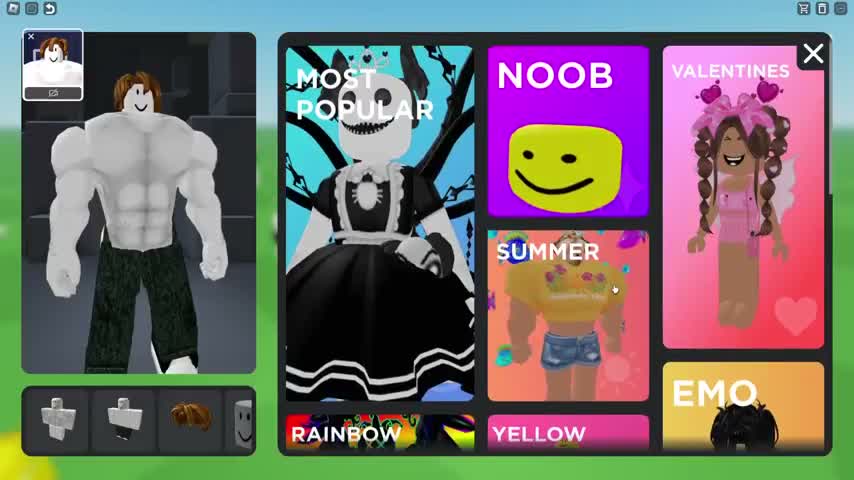 MOST
POPULAR
NOOB
VALENTINES
SUMMER
EMO
RAINBOW
YELLOW